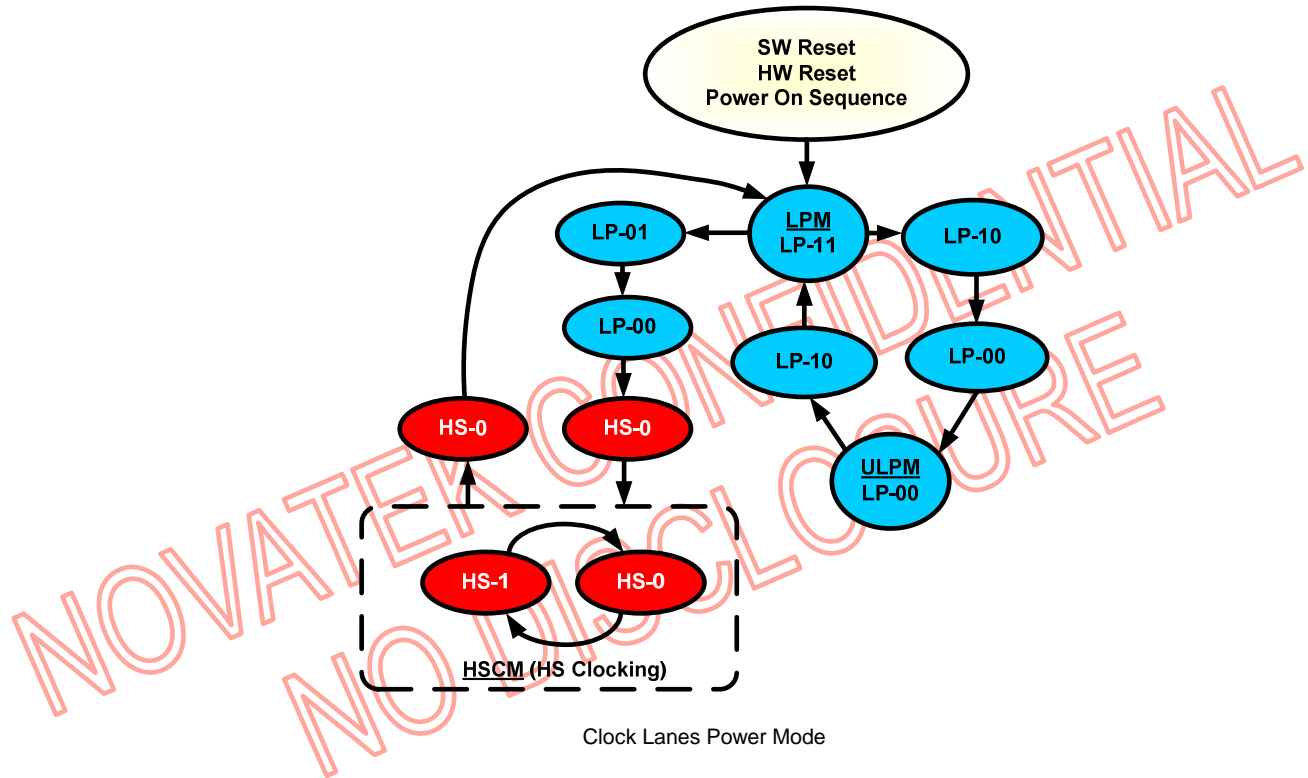 SW Reset
HW Reset
Power On Sequence
LPM
LP-11
LP-01
LP-10
LP-00
LP-10
LP-00
HS-0
HS-0
ULPM
LP-00
HS-1
HS-0
HSCM (HS Clocking)
NOVATEK CONFIDENTIAL
NO DISCLOSURE
Clock Lanes Power Mode